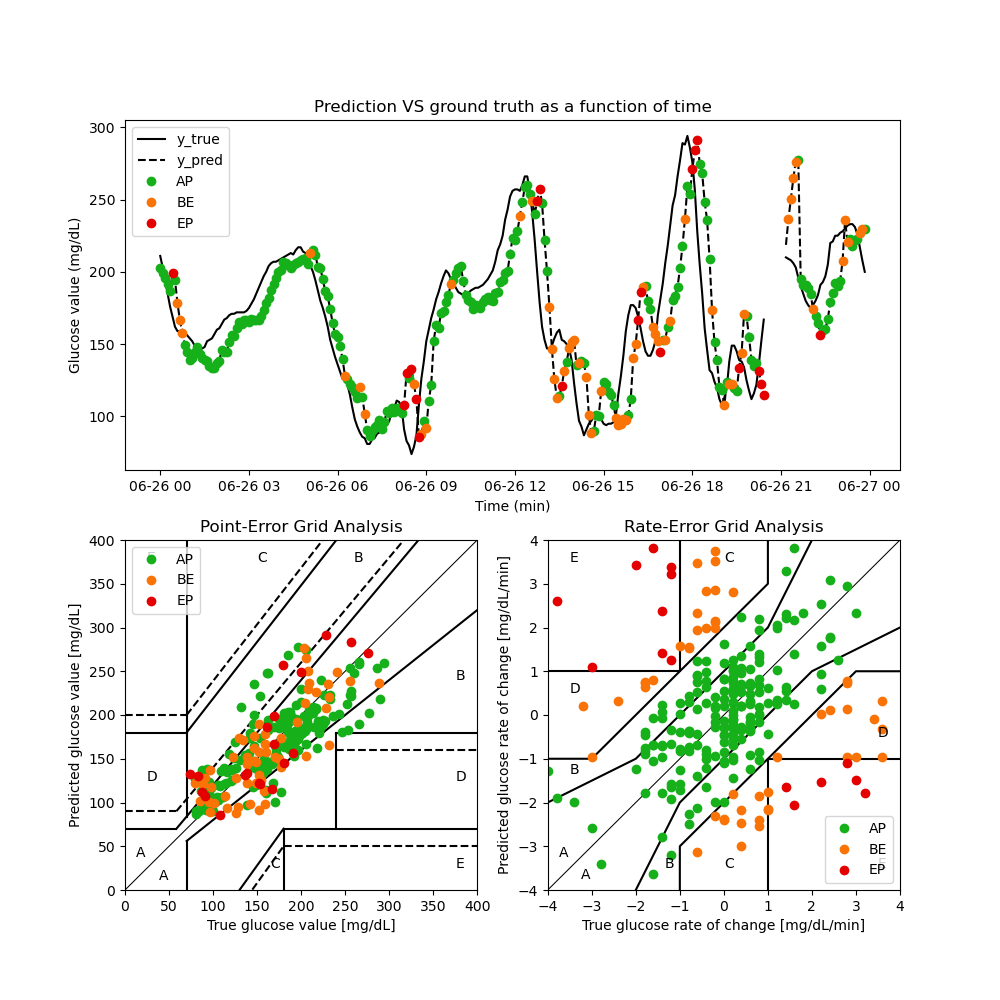 Prediction VS ground truth as a function of time
Glucose value (mg/dL)
300
250
200
150
100
y_true
y_pred
AP
BE
EP
06-26 00 06-26 03 06-26 06 06-26 09 06-26 12 06-26 15 06-26 18 06-26 21 06-27 00
Time (min)
Point-Error Grid Analysis
Predicted glucose value [mg/dL]
400
350
300
250
200
150
100
50
0
AP
BE
EP
C
B
B
D
D
A
A
C
E
0 50 100 150 200 250 300 350 400
True glucose value [mg/dL]
Rate-Error Grid Analysis
Predicted glucose rate of change [mg/dL/min]
4
3
2
1
0
−1
−2
−3
−4
E
C
D
D
B
A
A
B
C
AP
BE
EP
−4 −3 −2 −1 0 1 2 3 4
True glucose rate of change [mg/dL/min]